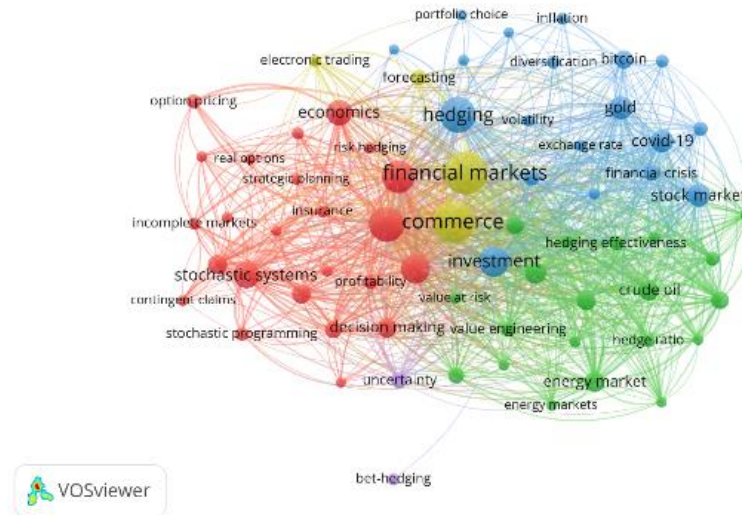 portfolio choice
inflation
electronic trading
diversification
bitcoin
forecasting
option pricing
economics
hedging
volatility
gold
risk hedging
exchange rate
covid-19
real options
strategic planning
financial markets
financial crisis
stock market
insurance
incomplete markets
commerce
hedging effectiveness
stochastic systems
profitability
investment
contingent claims
value at risk
crude oil
stochastic programming
decision making
value engineering
hedge ratio
uncertainty
energy market
energy markets
bet-hedging
VOSviewer